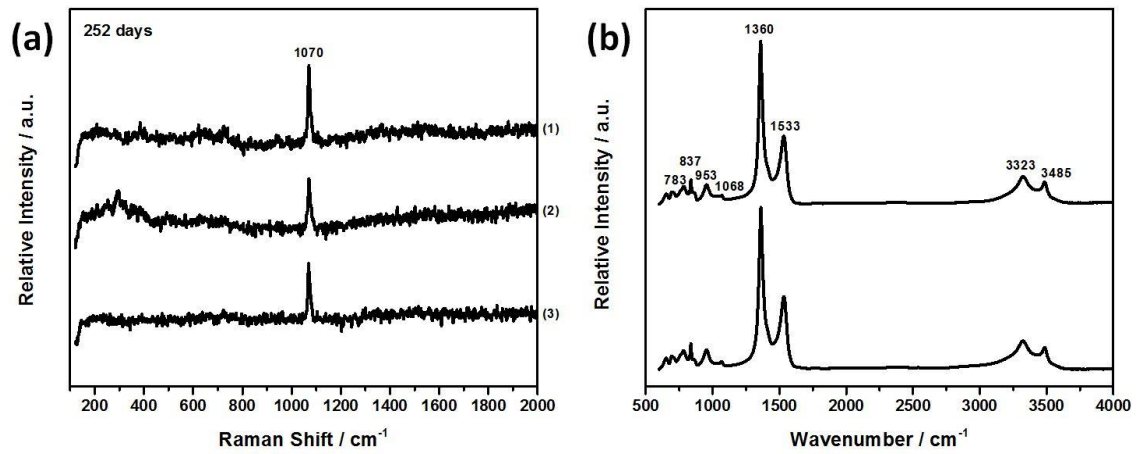 (a)
252 days
1070
(1)
(2)
(3)
Relative Intensity / a.u.
200 400 600 800 1000 1200 1400 1600 1800 2000
Raman Shift / cm-1
(b)
1360
1533
837
783
953
1068
3323
3485
Relative Intensity / a.u.
500 1000 1500 2000 2500 3000 3500 4000
Wavenumber / cm-1